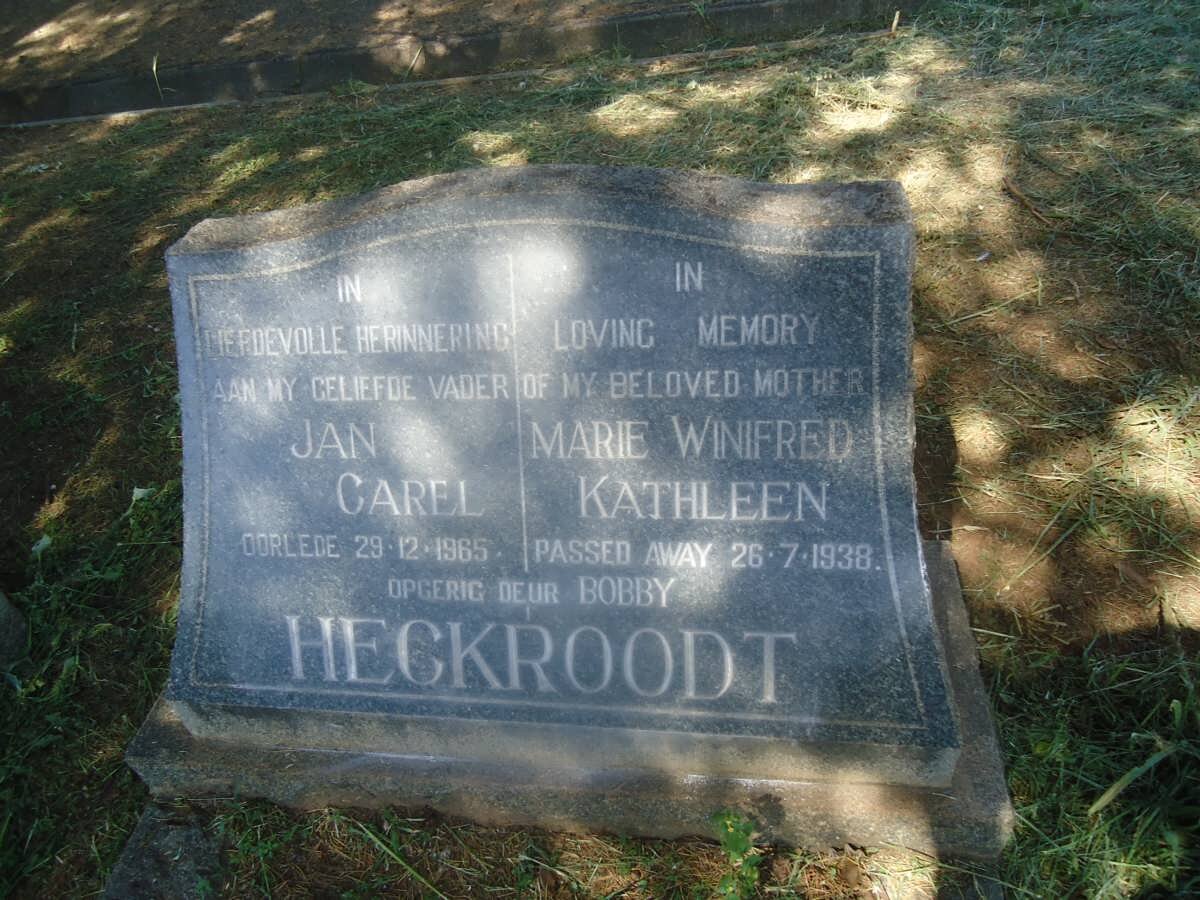 IN
LIEFDEVOLLE HERINNERING
AAN MY GELIEFDE VADER
JAN
CAREL
OORLEDE 29·12·1965.
IN
LOVING MEMORY
OF MY BELOVED MOTHER
MARIE WINIFRED
KATHLEEN
PASSED AWAY 26·7·1938.
OPGERIG DEUR BOBBY
HECKROODT